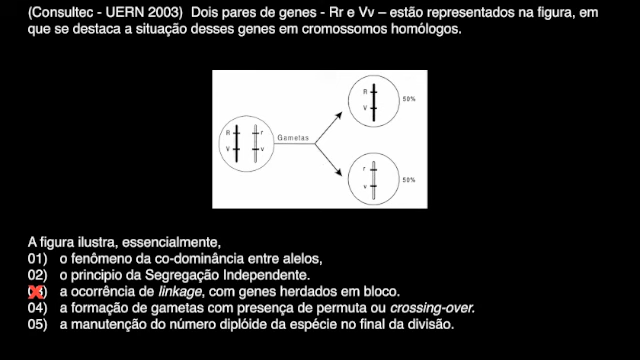 (Consultec - UERN 2003) Dois pares de genes - Rr e Vv – estão representados na figura, em
que se destaca a situação desses genes em cromossomos homólogos.
R
V
r
v
Gametas
R
V
50%
r
v
50%
A figura ilustra, essencialmente,
01) o fenômeno da co-dominância entre alelos,
02) o principio da Segregação Independente.
03) a ocorrência de linkage, com genes herdados em bloco.
04) a formação de gametas com presença de permuta ou crossing-over.
05) a manutenção do número diplóide da espécie no final da divisão.